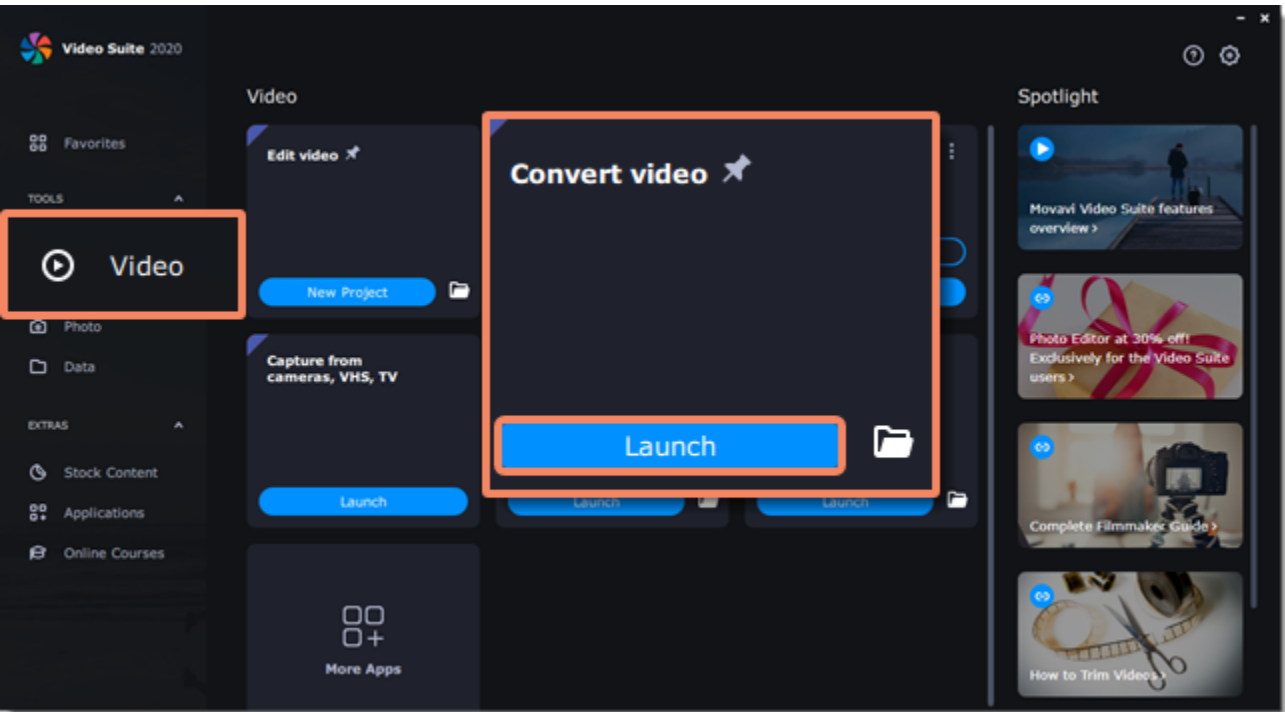 Video Suite 2020
Favorites
TOOLS
Video
Photo
Data
EXTRAS
Stock Content
Applications
Online Courses
Video
Edit video
New Project
Convert video
Launch
Capture from
cameras, VHS, TV
Launch
Launch
Launch
More Apps
Spotlight
Movavi Video Suite features
overview ›
Photo Editor at 30% off!
Exclusively for the Video Suite
users ›
Complete Filmmaker Guide ›
How to Trim Videos ›